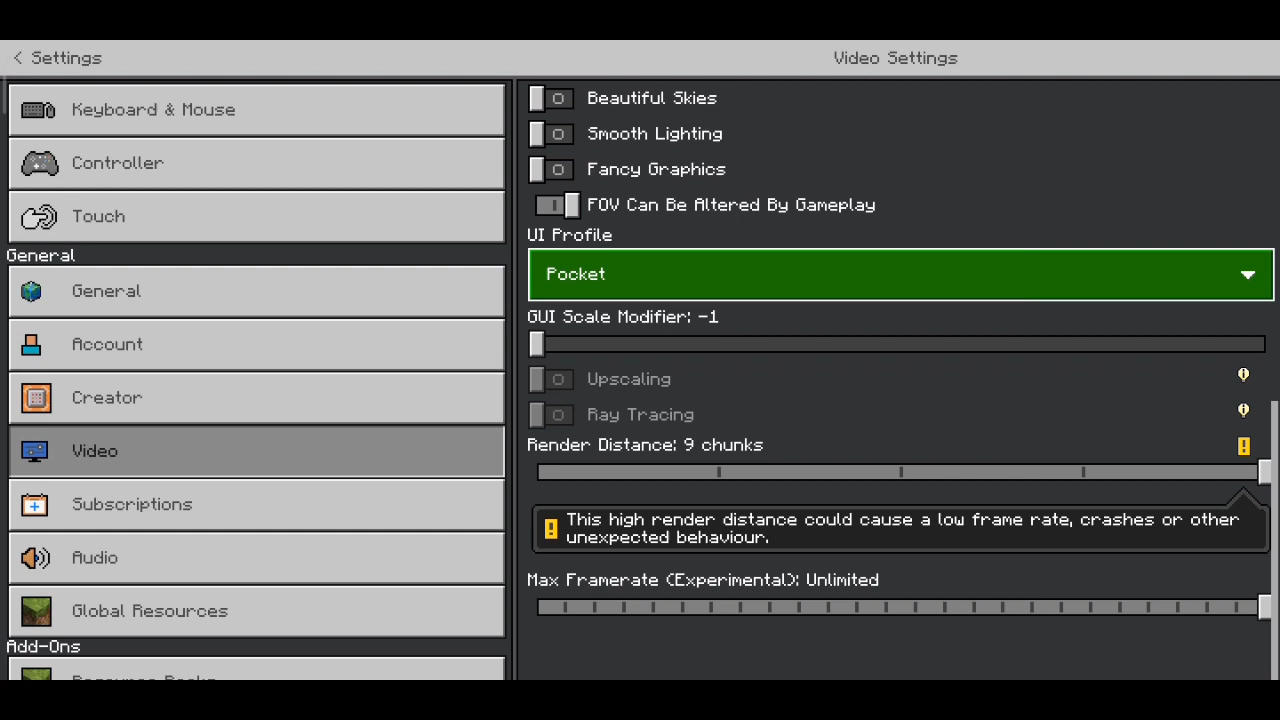 Settings
Video Settings
Keyboard & Mouse
Controller
Touch
General
General
Account
Creator
Video
Subscriptions
Audio
Global Resources
Add-Ons
Beautiful Skies
Smooth Lighting
Fancy Graphics
FOV Can Be Altered By Gameplay
UI Profile
Pocket
GUI Scale Modifier: -1
Upscaling
Ray Tracing
Render Distance: 9 chunks
This high render distance could cause a low frame rate, crashes or other
unexpected behaviour.
Max Framerate (Experimental): Unlimited